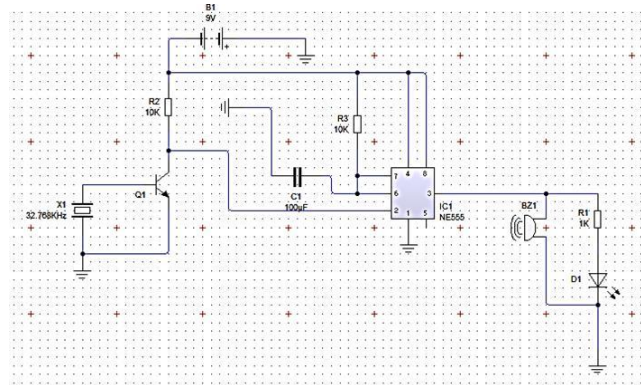 B1
9V
+
R2
10K
R3
10K
Q1
X1
32.768KHz
C1
100µF
7
4
8
6
3
2
1
5
IC1
NE555
BZ1
R1
1K
D1